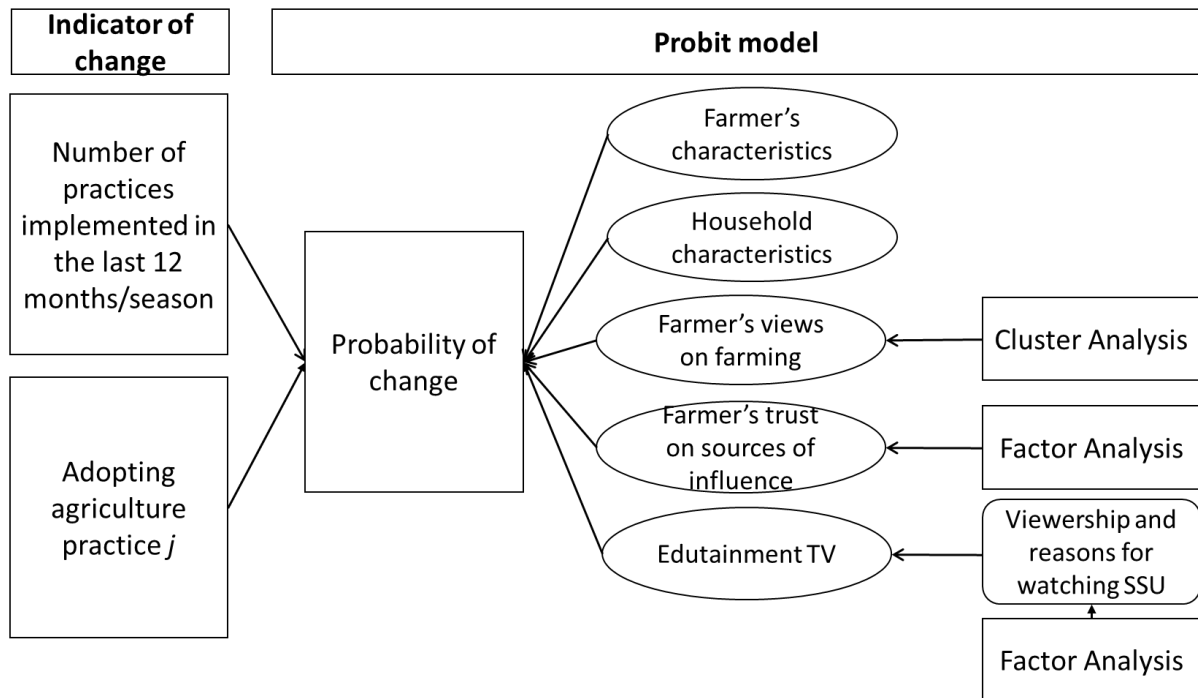 Indicator of
change
Probit model
Number of
practices
implemented in
the last 12
months/season
Adopting
agriculture
practice j
Probability of
change
Farmer’s
characteristics
Household
characteristics
Farmer’s views
on farming
Farmer’s trust
on sources of
influence
Edutainment TV
Cluster Analysis
Factor Analysis
Viewership and
reasons for
watching SSU
Factor Analysis